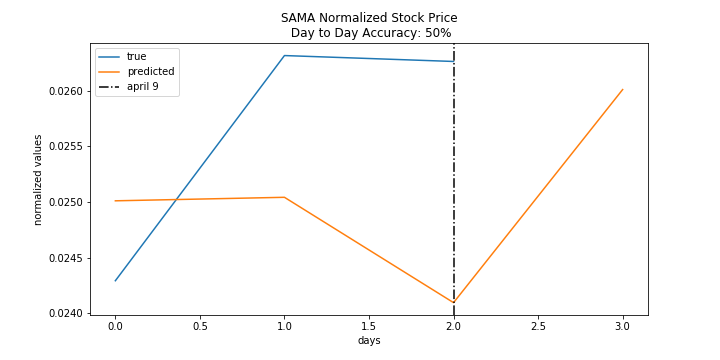 SAMA Normalized Stock Price
Day to Day Accuracy: 50%
true
predicted
april 9
normalized values
0.0260
0.0255
0.0250
0.0245
0.0240
0.0 0.5 1.0 1.5 2.0 2.5 3.0
days